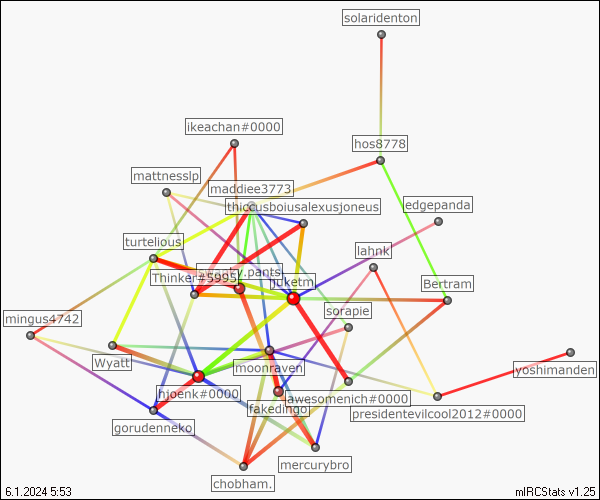 solaridenton
ikeachan#0000
hos8778
mattnesslp
maddiee3773
thiccusboiusalexusjoneus
edgepanda
turtelious
lahnk
Thinker#5995
.pants
juketm
Bertram
mingus4742
sorapie
Wyatt
moonraven
yoshimanden
hjoenk#0000
awesomenich#0000
fakedingo
presidentevilcool2012#0000
gorudenneko
mercurybro
chobham.
6.1.2024 5:53
mIRCStats v1.25